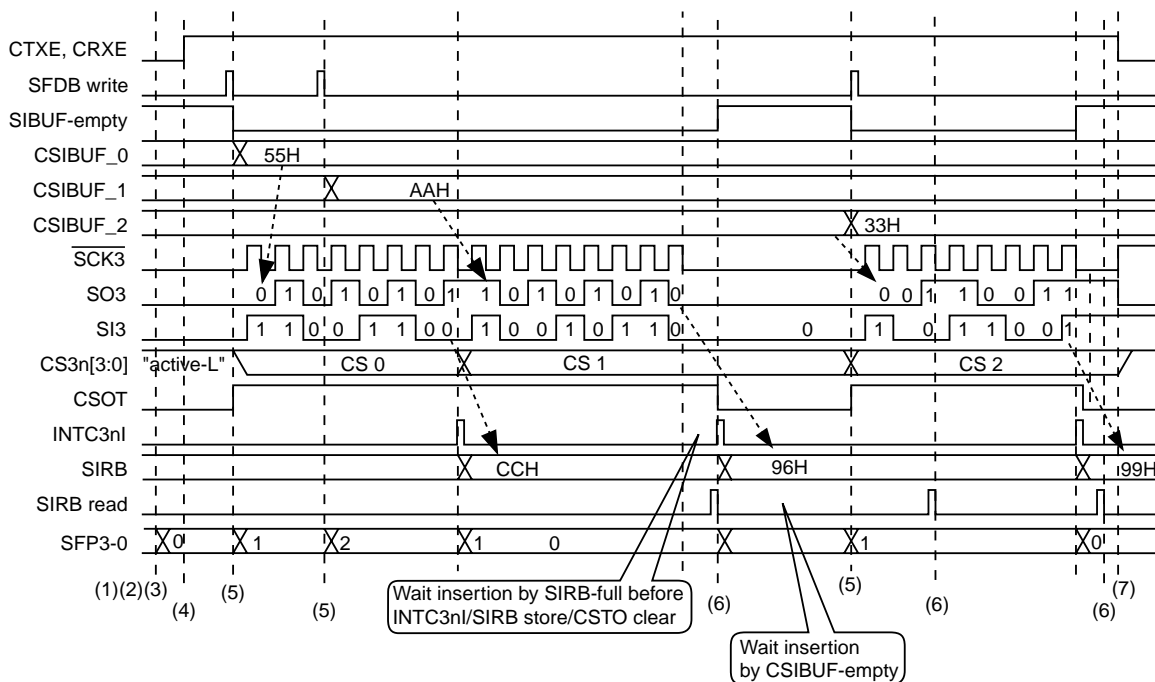 CTXE, CRXE
SFDB write
SIBUF-empty
CSIBUF_0 55H
CSIBUF_1 AAH
CSIBUF_2 33H
SCK3
SO3 0 1 0 1 0 1 0 1 1 0 1 0 1 0 1 0 0 0 1 1 0 0 1 1
SI3 1 1 0 0 1 1 0 0 1 0 0 1 0 1 1 0 0 1 0 1 1 0 0 1
CS3n[3:0] "active-L" CS 0 CS 1 CS 2
CSOT
INTC3nI
SIRB CCH 96H 99H
SIRB read
SFP3-0 0 1 2 1 0 1 0
(1)(2)(3) (4) (5) (5) (6) (5) (6) (6) (7)
Wait insertion by SIRB-full before
INTC3nI/SIRB store/CSTO clear
Wait insertion
by CSIBUF-empty